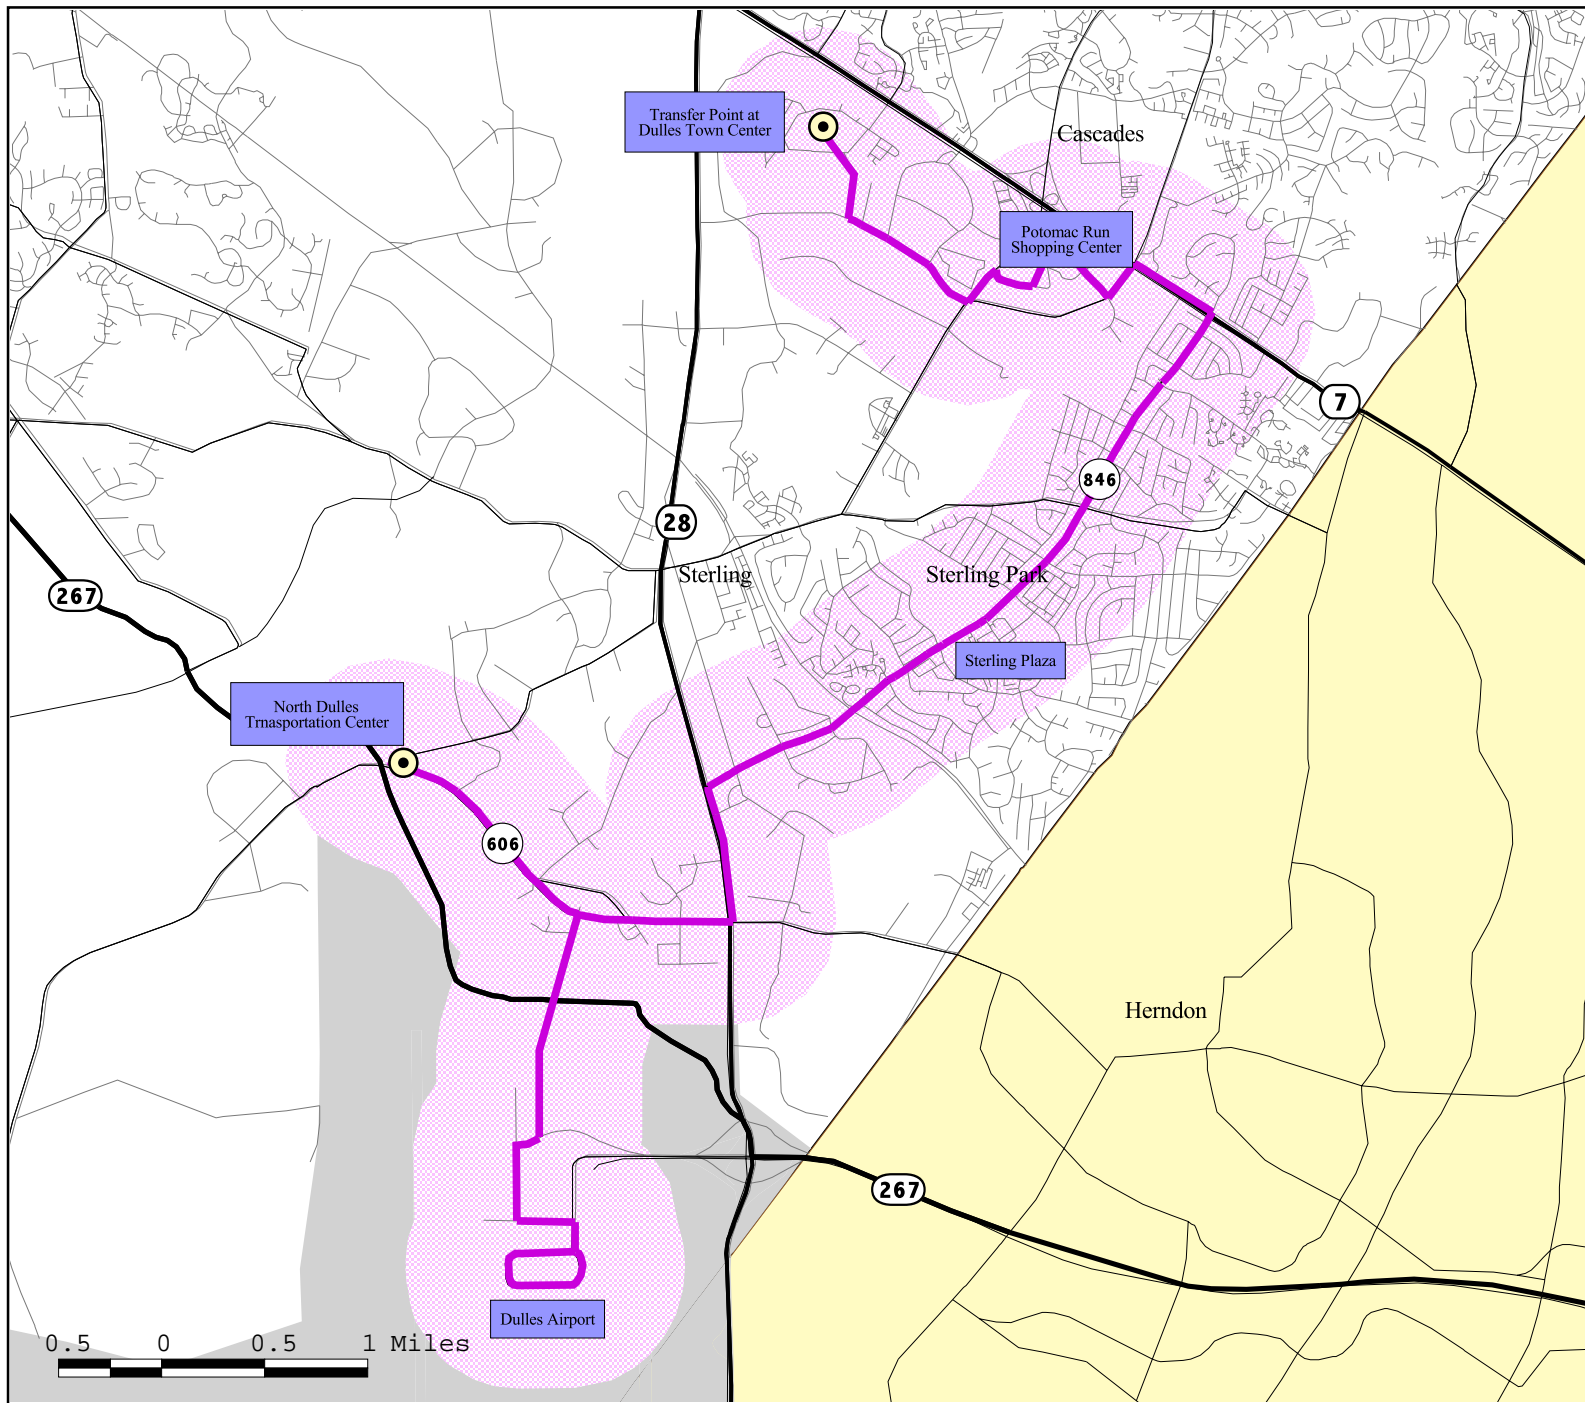 Transfer Point at
Dulles Town Center
Cascades
Potomac Run
Shopping Center
7
846
28
Sterling
Sterling Park
267
Sterling Plaza
North Dulles
Trnasportation Center
606
Herndon
267
Dulles Airport
0.5 0 0.5 1 Miles